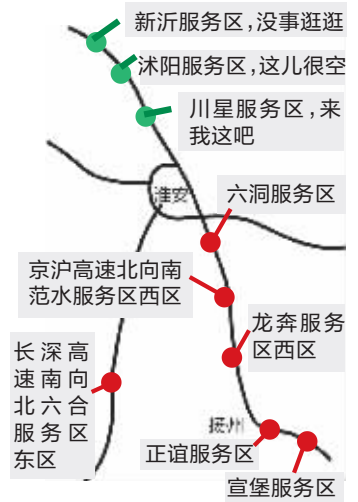 新沂服务区,没事逛逛
沭阳服务区,这儿很空
川星服务区,来
我这吧
淮安
六洞服务区
京沪高速北向南
范水服务区西区
龙奔服务
区西区
长深高
速南向
北六合
服务区
东区
扬州
正谊服务区
宣堡服务区